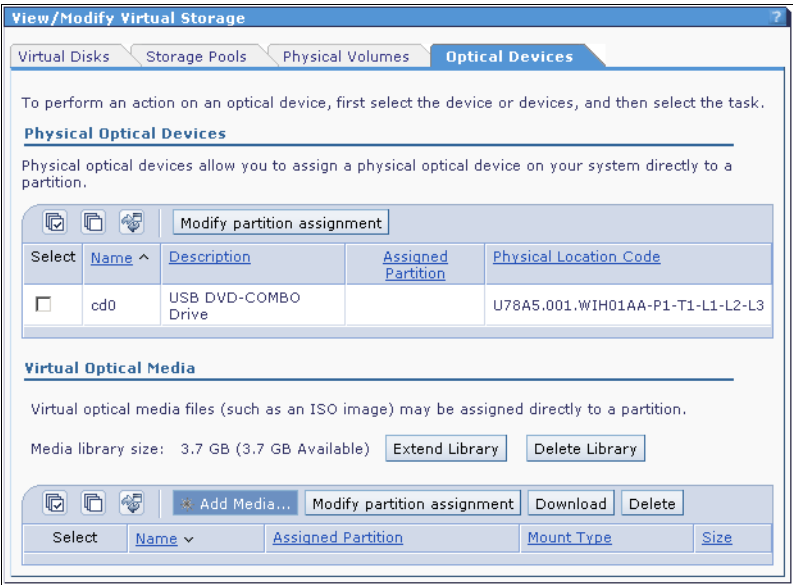 View/Modify Virtual Storage ?
Virtual Disks Storage Pools Physical Volumes Optical Devices
To perform an action on an optical device, first select the device or devices, and then select the task.
Physical Optical Devices
Physical optical devices allow you to assign a physical optical device on your system directly to a
partition.
Modify partition assignment
Select Name ^ Description Assigned Physical Location Code
Partition
cd0 USB DVD-COMBO U78A5.001.WIH01AA-P1-T1-L1-L2-L3
Drive
Virtual Optical Media
Virtual optical media files (such as an ISO image) may be assigned directly to a partition.
Media library size: 3.7 GB (3.7 GB Available) Extend Library Delete Library
Add Media... Modify partition assignment Download Delete
Select Name Assigned Partition Mount Type Size